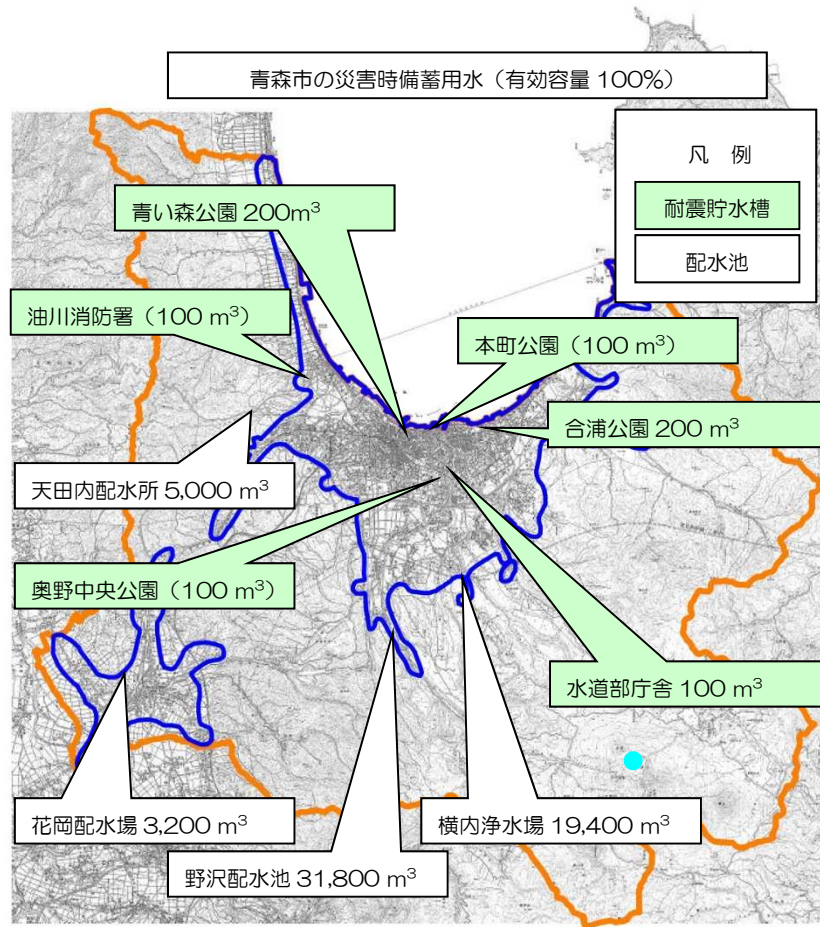 青森市の災害時備蓄用水（有効容量 100％）
凡 例
耐震貯水槽
配水池
青い森公園 200m³
油川消防署（100 m³）
本町公園（100 m³）
合浦公園 200 m³
天田内配水所 5,000 m³
奥野中央公園（100 m³）
水道部庁舎 100 m³
花岡配水場 3,200 m³
横内浄水場 19,400 m³
野沢配水池 31,800 m³